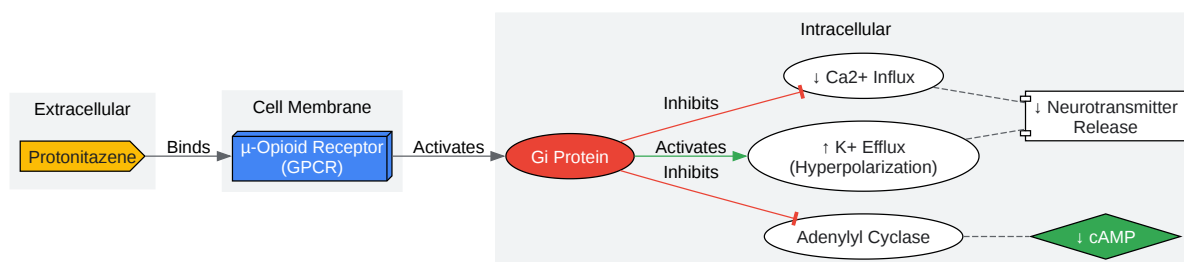 Extracellular
Protonitazene
Binds
Cell Membrane
µ-Opioid Receptor
(GPCR)
Activates
Intracellular
Gi Protein
Inhibits
Activates
Inhibits
↓ Ca2+ Influx
↑ K+ Efflux
(Hyperpolarization)
Adenylyl Cyclase
↓ Neurotransmitter
Release
↓ cAMP